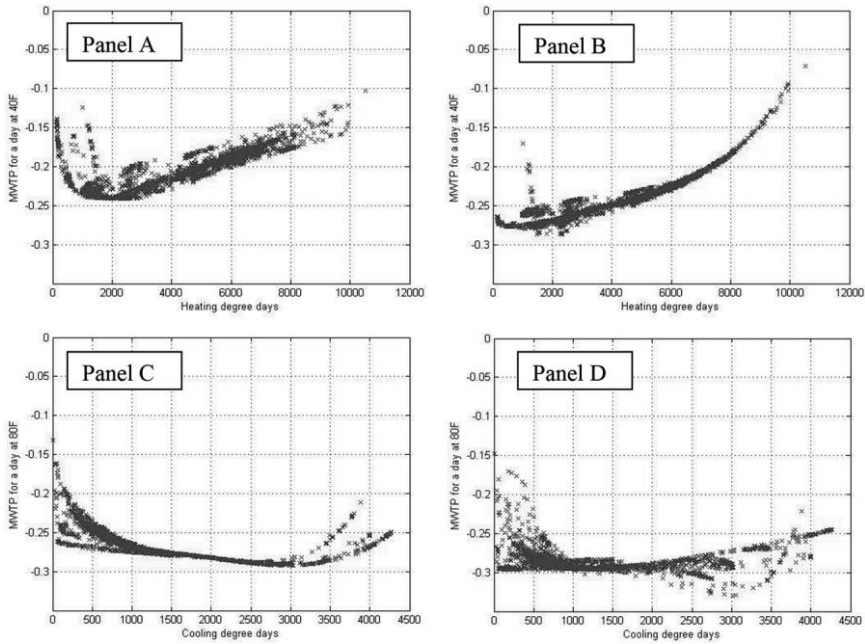 0
-0.05
-0.1
-0.15
-0.2
-0.25
-0.3
MWTP for a day at 40F
Panel A
0 2000 4000 6000 8000 10000 12000
Heating degree days
0
-0.05
-0.1
-0.15
-0.2
-0.25
-0.3
MWTP for a day at 40F
Panel B
0 2000 4000 6000 8000 10000 12000
Heating degree days
0
-0.05
-0.1
-0.15
-0.2
-0.25
-0.3
MWTP for a day at 80F
Panel C
0 500 1000 1500 2000 2500 3000 3500 4000 4500
Cooling degree days
0
-0.05
-0.1
-0.15
-0.2
-0.25
-0.3
MWTP for a day at 80F
Panel D
0 500 1000 1500 2000 2500 3000 3500 4000 4500
Cooling degree days